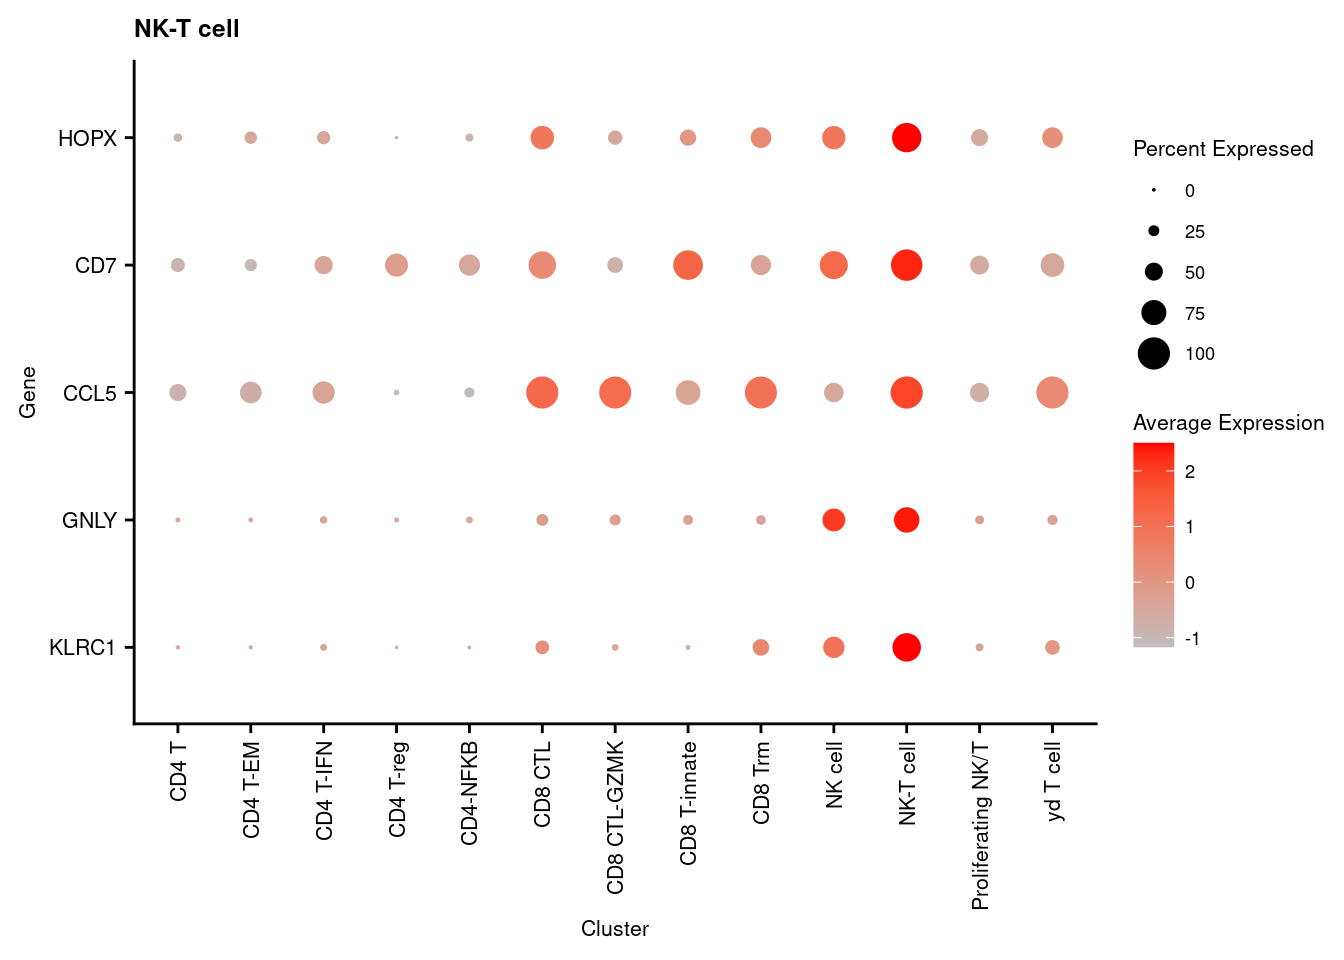 NK-T cell
HOPX
CD7
CCL5
GNLY
KLRC1
Gene
CD4 T
CD4 T-EM
CD4 T-IFN
CD4 T-reg
CD4-NFKB
CD8 CTL
CD8 CTL-GZMK
CD8 T-innate
CD8 Trm
NK cell
NK-T cell
Proliferating NK/T
yd T cell
Cluster
Percent Expressed
0
25
50
75
100
Average Expression
2
1
0
-1